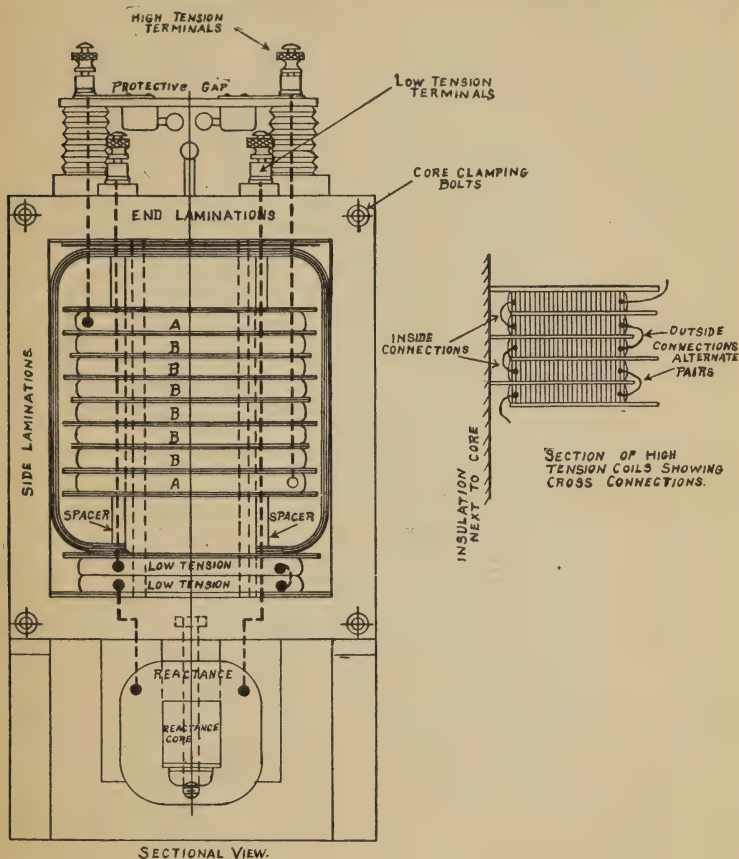 HIGH TENSION
TERMINALS
PROTECTIVE GAP
LOW TENSION
TERMINALS
CORE CLAMPING
BOLTS
END LAMINATIONS
SIDE LAMINATIONS.
A
B
B
B
B
B
B
A
SPACER
SPACER
LOW TENSION
LOW TENSION
REACTANCE
REACTANCE
CORE
SECTIONAL VIEW.
INSIDE
CONNECTIONS
OUTSIDE
CONNECTIONS
ALTERNATE
PAIRS
INSULATION
NEXT TO CORE
SECTION OF HIGH
TENSION COILS SHOWING
CROSS CONNECTIONS.